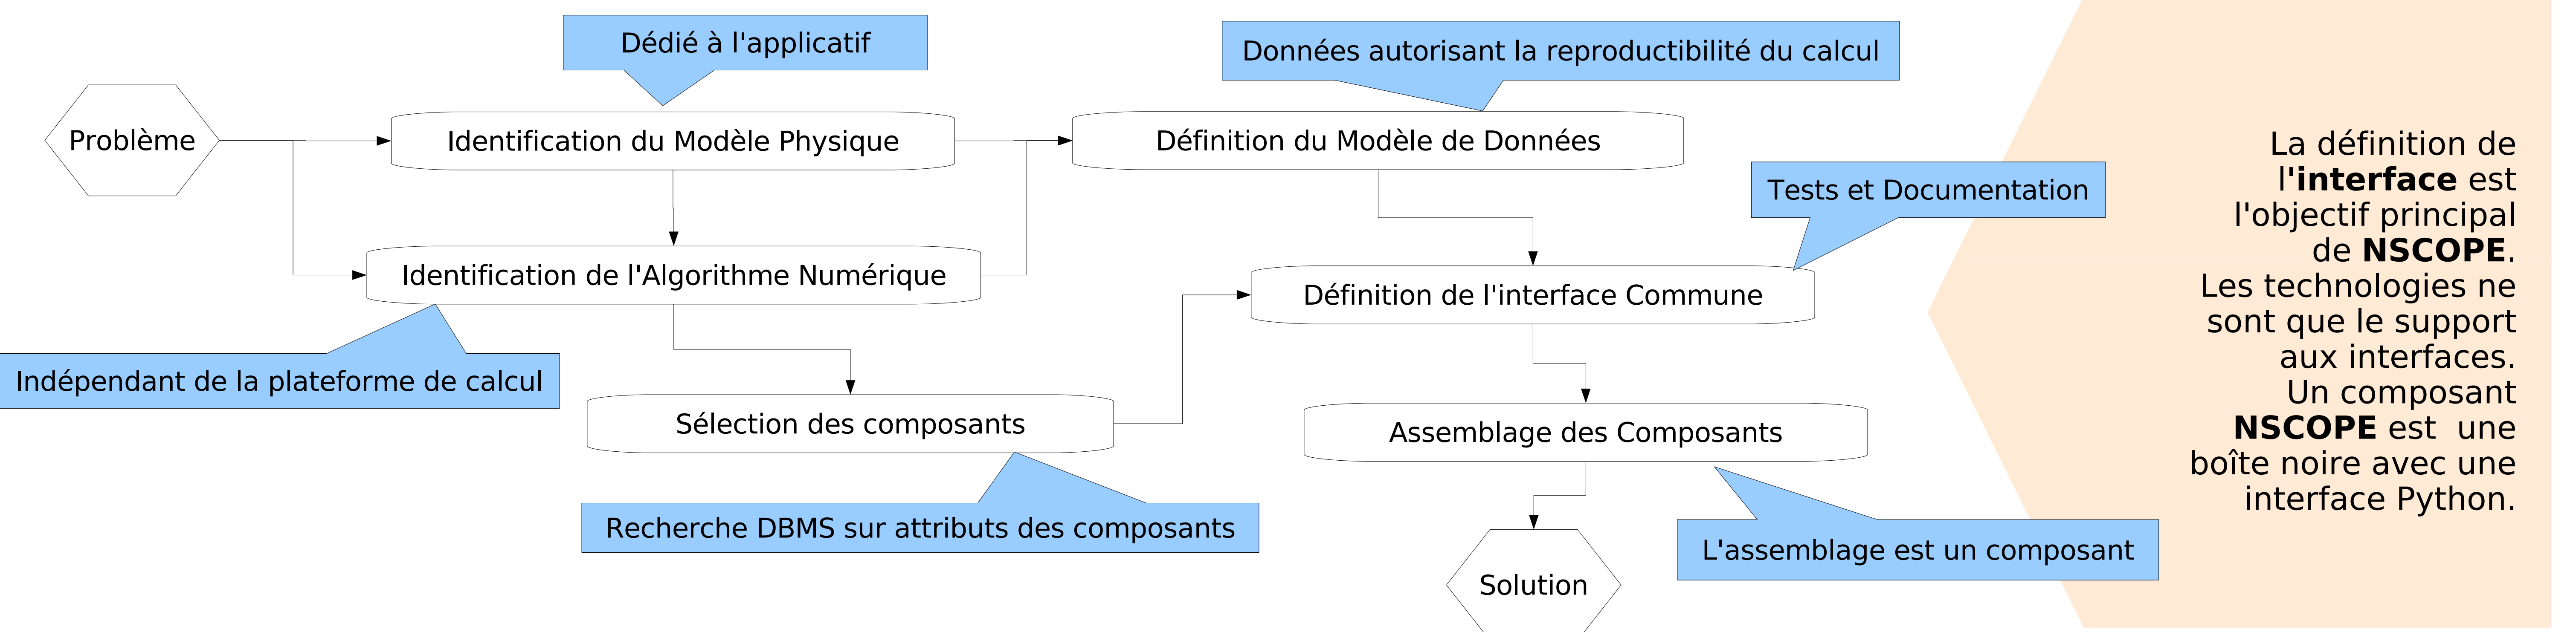 Dédié à l'applicatif
Données autorisant la reproductibilité du calcul
Problème
Identification du Modèle Physique
Définition du Modèle de Données
Tests et Documentation
Identification de l'Algorithme Numérique
Définition de l'interface Commune
Indépendant de la plateforme de calcul
Sélection des composants
Assemblage des Composants
Recherche DBMS sur attributs des composants
L'assemblage est un composant
Solution
La définition de
l'interface est
l'objectif principal
de NSCOPE.
Les technologies ne
sont que le support
aux interfaces.
Un composant
NSCOPE est  une
boîte noire avec une
interface Python.